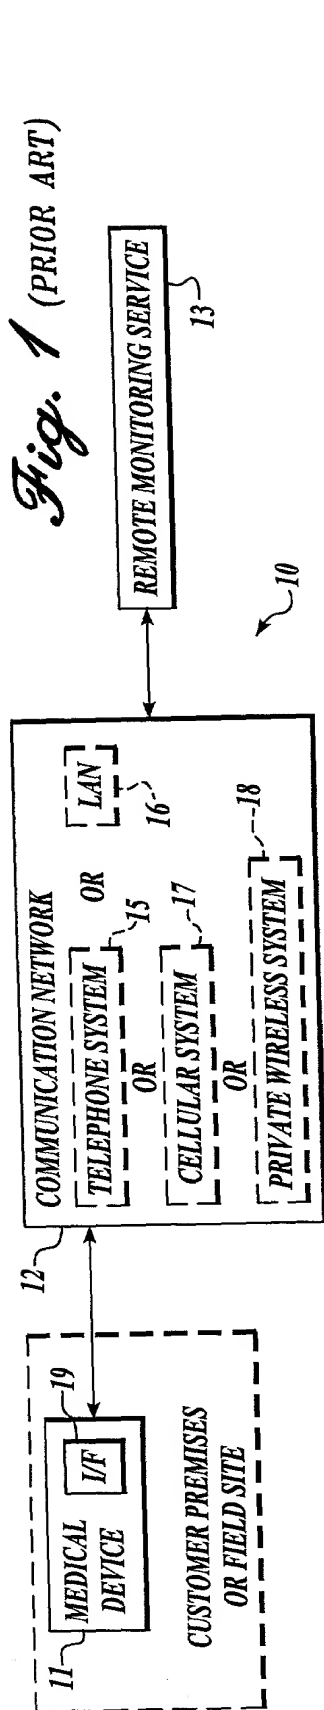 Fig. 1
(PRIOR ART)
10
11
MEDICAL
DEVICE
I/F
19
CUSTOMER PREMISES
OR FIELD SITE
12
COMMUNICATION NETWORK
TELEPHONE SYSTEM
15
OR
LAN
16
OR
CELLULAR SYSTEM
17
OR
PRIVATE WIRELESS SYSTEM
18
REMOTE MONITORING SERVICE
13